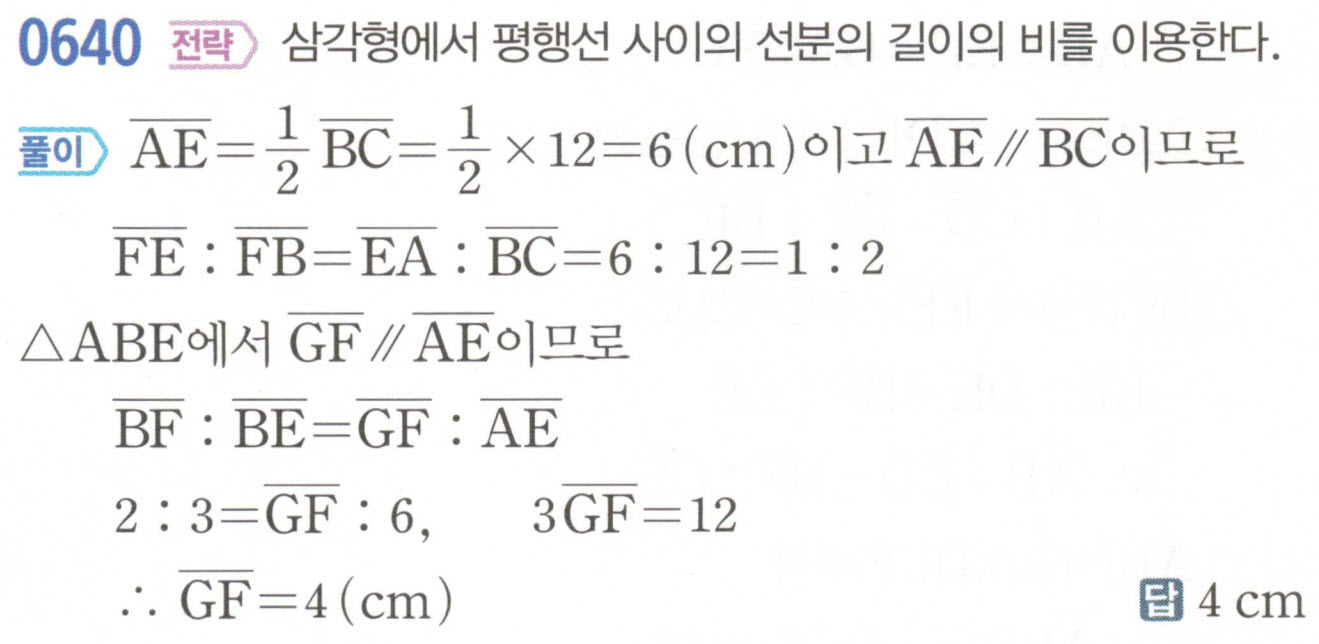 0640 전략 삼각형에서 평행선 사이의 선분의 길이의 비를 이용한다.
풀이 $\overline{AE}=\frac{1}{2}\overline{BC}=\frac{1}{2}\times12=6(cm)$이고 $\overline{AE}∥\overline{BC}$이므로
$\overline{FE}:\overline{FB}=\overline{EA}:\overline{BC}=6:12=1:2$
△ABE에서 $\overline{GF}∥\overline{AE}$이므로
$\overline{BF}:\overline{BE}=\overline{GF}:\overline{AE}$
$2:3=\overline{GF}:6,$ $3\overline{GF}=12$
∴ $\overline{GF}=4(cm)$ 답 4 cm